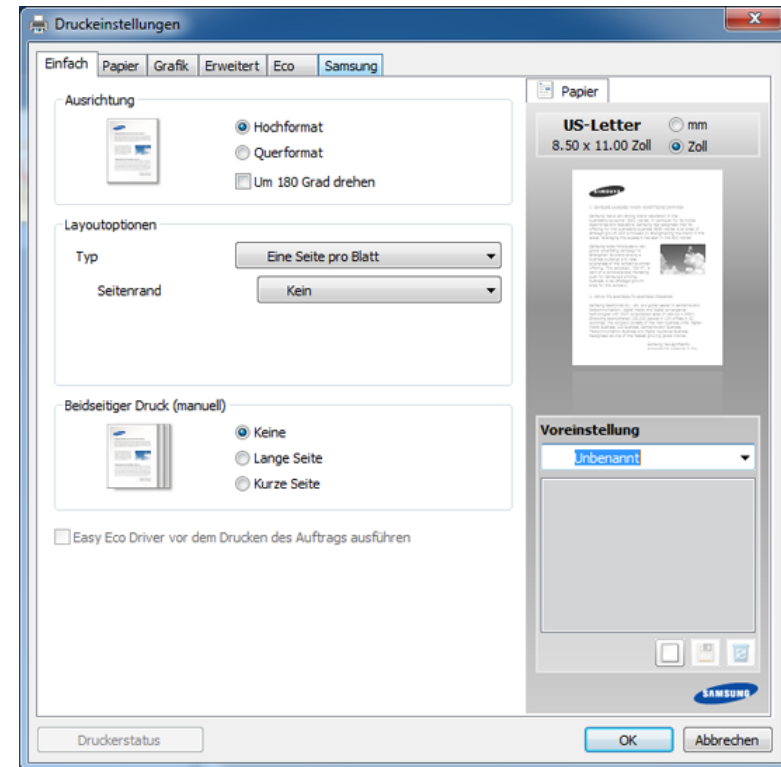 Druckeinstellungen
Einfach Papier Grafik Erweitert Eco Samsung
Ausrichtung
Hochformat
Querformat
Um 180 Grad drehen
Layoutoptionen
Typ Eine Seite pro Blatt
Seitenrand Kein
Beidseitiger Druck (manuell)
Keine
Lange Seite
Kurze Seite
Easy Eco Driver vor dem Drucken des Auftrags ausführen
Papier
US-Letter mm
8.50 x 11.00 Zoll Zoll
SAMSUNG
Voreinstellung
Unbenannt
SAMSUNG
Druckerstatus OK Abbrechen